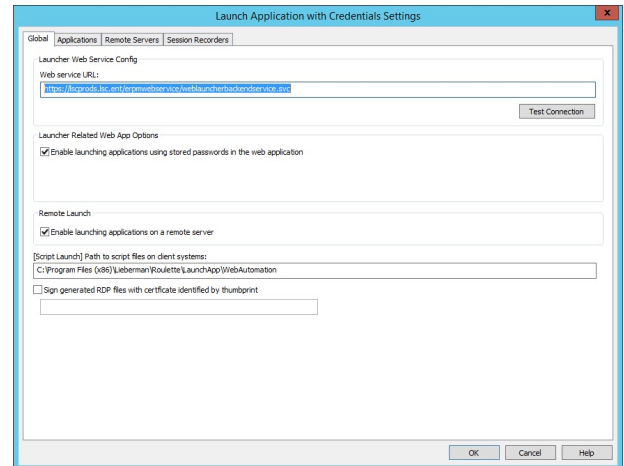 Launch Application with Credentials Settings
x
Global Applications Remote Servers Session Recorders
Launcher Web Service Config
Web service URL:
https://lscprods.lsc.ent/erpmwebservice/weblauncherbackendservice.svc
Test Connection
Launcher Related Web App Options
Enable launching applications using stored passwords in the web application
Remote Launch
Enable launching applications on a remote server
[Script Launch] Path to script files on client systems:
C:\Program Files (x86)\Lieberman\Roulette\LaunchApp\WebAutomation
Sign generated RDP files with certficate identified by thumbprint
OK Cancel Help